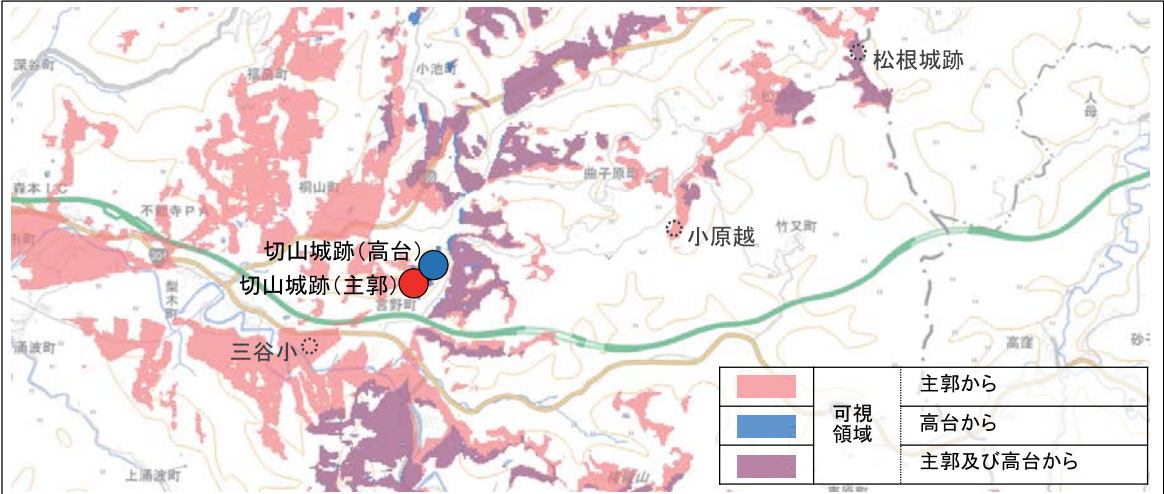 松根城跡
深谷町
小池町
福畠町
人母
曲子原町
森本IC
桐山町
不動寺PA
竹又町
小原越
切山城跡(高台)
切山城跡(主郭)
304
宮野町
梨木町
高窪
三谷小
涌波町
主郭から
可視領域
高台から
主郭及び高台から
上涌波町